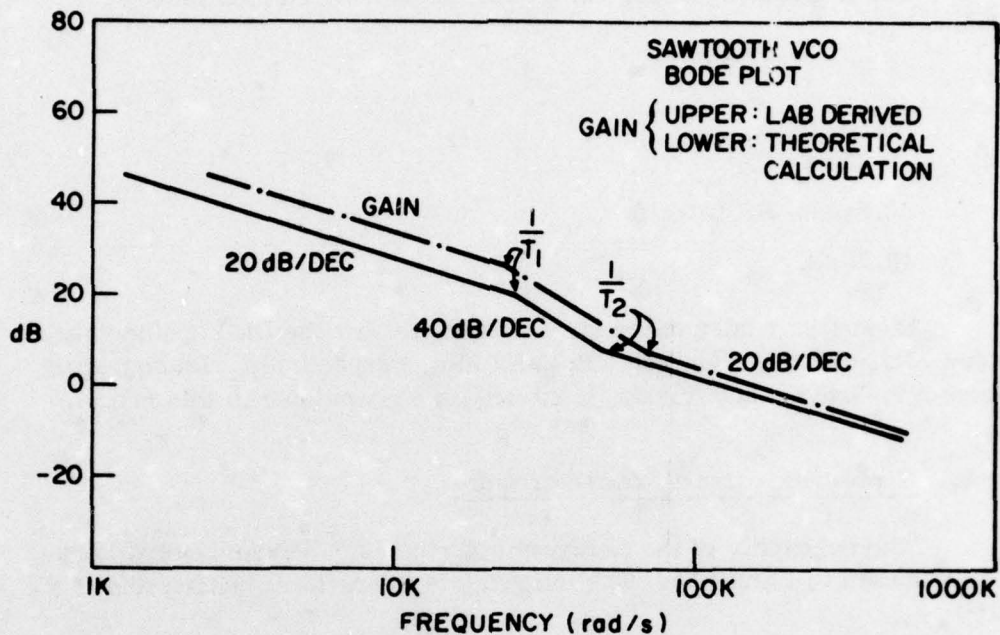 80
60
40
20
0
-20
dB
SAWTOOTH VCO
BODE PLOT
GAIN { UPPER: LAB DERIVED
LOWER: THEORETICAL
CALCULATION
GAIN
1/T1
20 dB/DEC
1/T2
40 dB/DEC
20 dB/DEC
1K 10K 100K 1000K
FREQUENCY (rad/s)